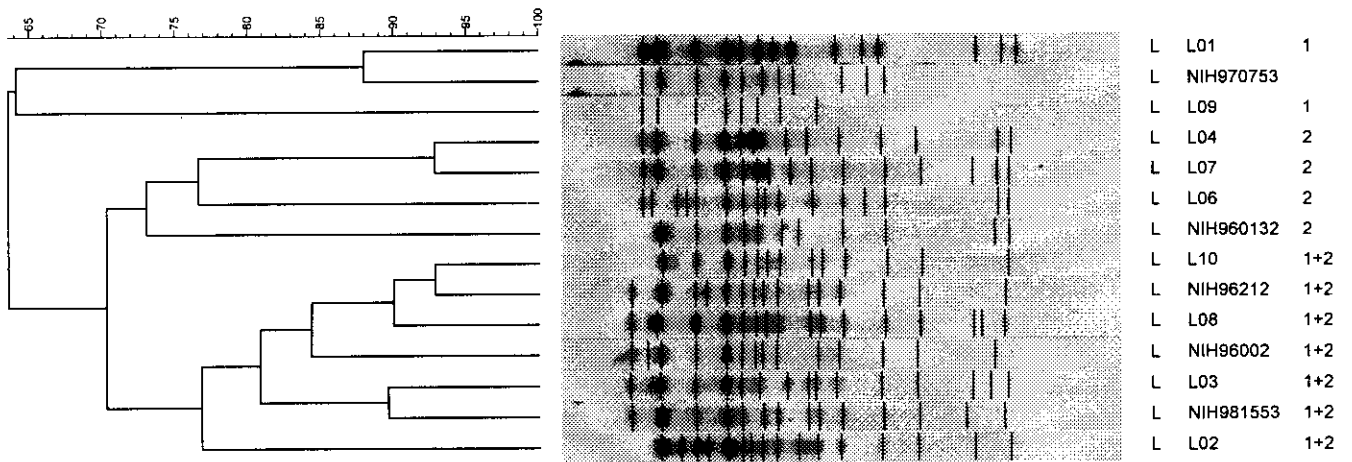 65 70 75 80 85 90 95 100
L L01 1
L NIH970753
L L09 1
L L04 2
L L07 2
L L06 2
L NIH960132 2
L L10 1+2
L NIH96212 1+2
L L08 1+2
L NIH96002 1+2
L L03 1+2
L NIH981553 1+2
L L02 1+2